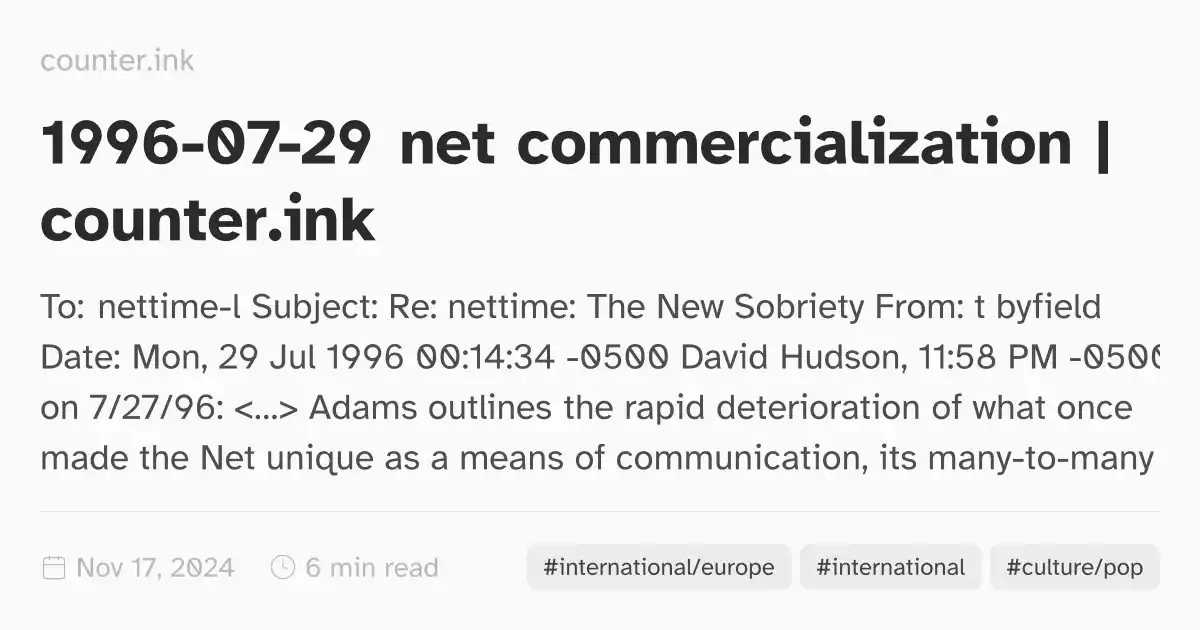 counter.ink
1996-07-29 net commercialization |
counter.ink
To: nettime-l Subject: Re: nettime: The New Sobriety From: t byfield
Date: Mon, 29 Jul 1996 00:14:34 -0500 David Hudson, 11:58 PM -0500
on 7/27/96: <...> Adams outlines the rapid deterioration of what once
made the Net unique as a means of communication, its many-to-many
Nov 17, 2024 6 min read #international/europe #international #culture/pop